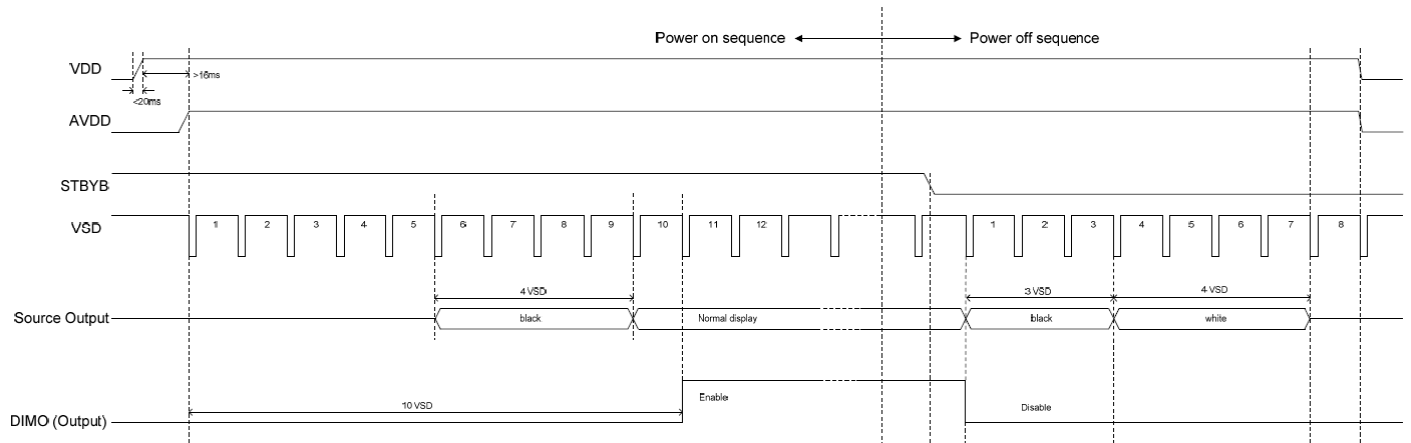 Power on sequence
Power off sequence
VDD
>16ms
<20ms
AVDD
STBYB
VSD
1 2 3 4 5 6 7 8 9 10 11 12 1 2 3 4 5 6 7 8
4 VSD
3 VSD
4 VSD
Source Output
black
Normal display
black
white
Enable
10 VSD
Disable
DIMO (Output)